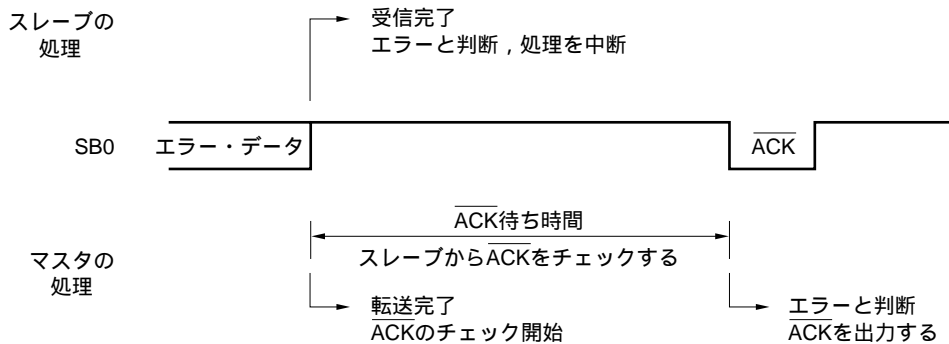 スレーブの
処理
受信完了
エラーと判断，処理を中断
SB0
エラー・データ
ACK
ACK待ち時間
スレーブからACKをチェックする
マスタの
処理
転送完了
ACKのチェック開始
エラーと判断
ACKを出力する